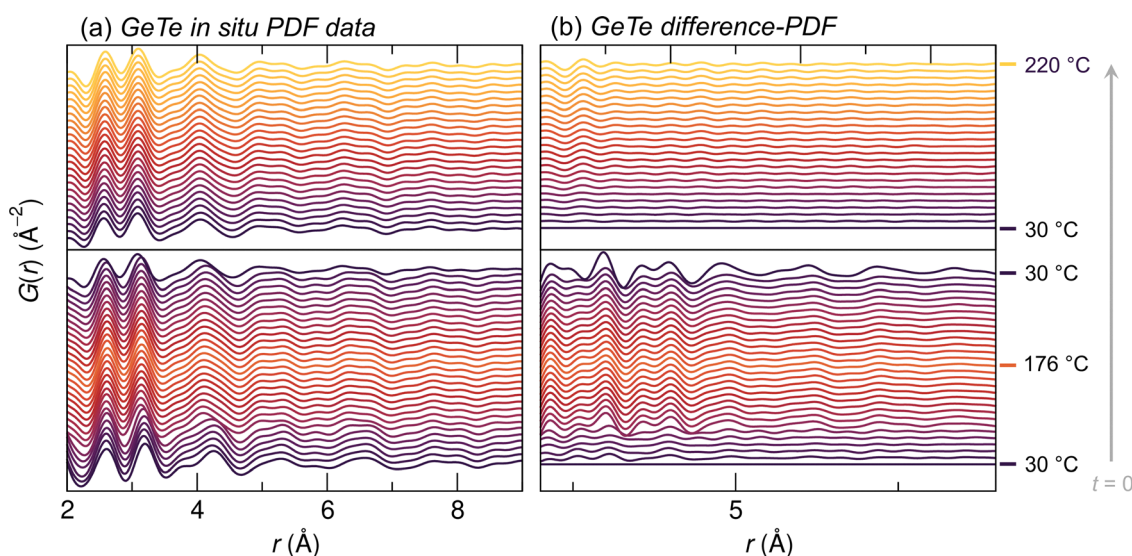 (a) GeTe in situ PDF data
(b) GeTe difference-PDF
G(r) (Å⁻²)
220 °C
30 °C
30 °C
176 °C
30 °C
t = 0
2 4 6 8
5
r (Å)
r (Å)